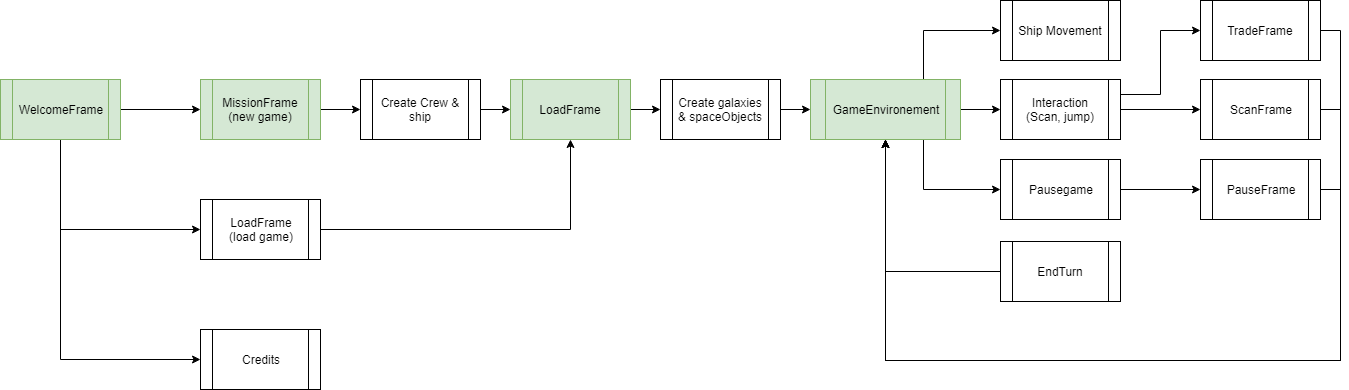 WelcomeFrame
MissionFrame
(new game)
Create Crew &
ship
LoadFrame
Create galaxies
& spaceObjects
GameEnvironement
Ship Movement
Interaction
(Scan, jump)
TradeFrame
ScanFrame
Pausegame
PauseFrame
EndTurn
LoadFrame
(load game)
Credits